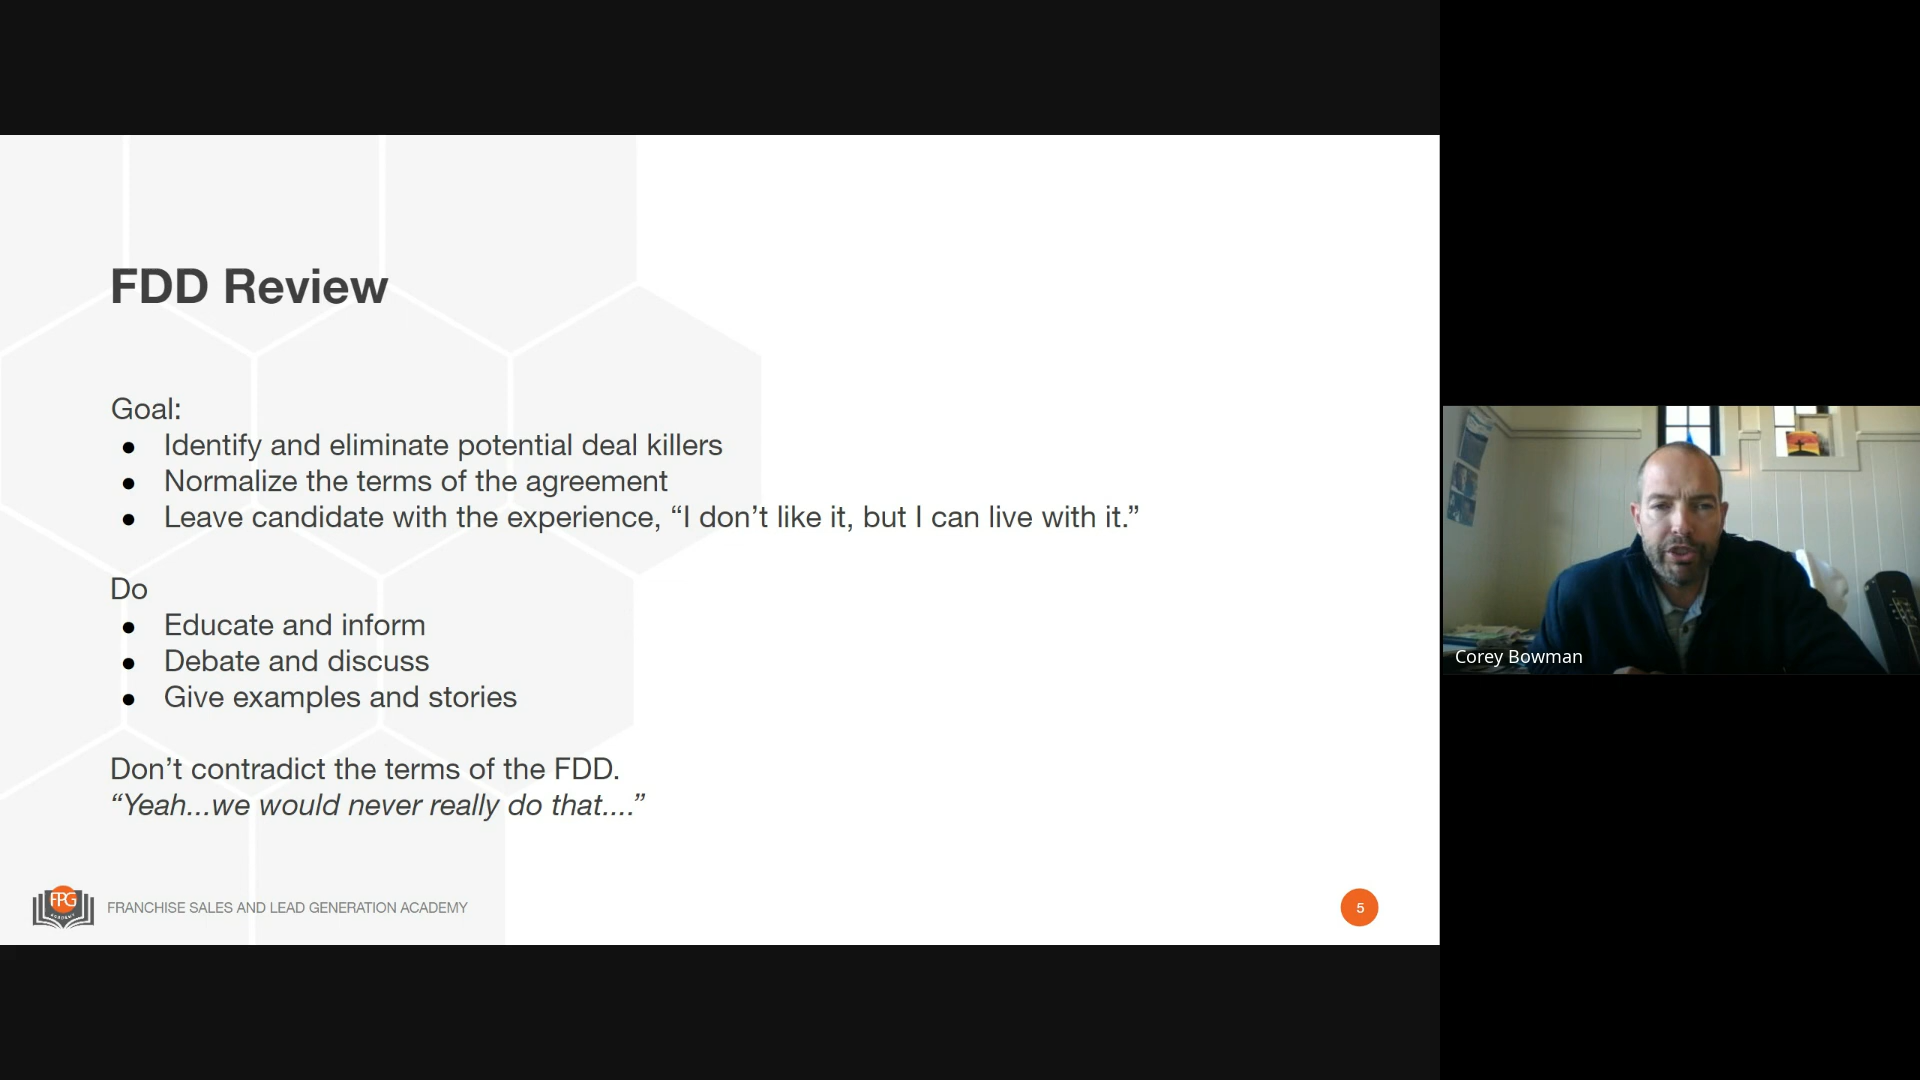 FDD Review
Goal:
● Identify and eliminate potential deal killers
● Normalize the terms of the agreement
● Leave candidate with the experience, “I don’t like it, but I can live with it.”
Do
● Educate and inform
● Debate and discuss
● Give examples and stories
Don’t contradict the terms of the FDD.
“Yeah...we would never really do that....”
FPG
ACADEMY
FRANCHISE SALES AND LEAD GENERATION ACADEMY
5
Corey Bowman